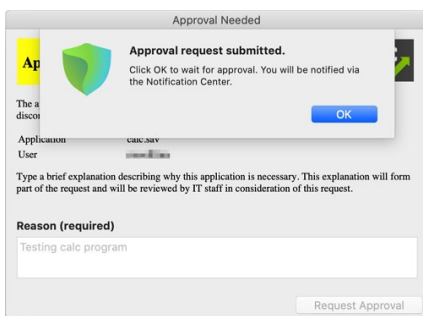 Approval Needed
Ap
Approval request submitted.
Click OK to wait for approval. You will be notified via
the Notification Center.
OK
The a
discov
Application calc.sav
User
Type a brief explanation describing why this application is necessary. This explanation will form
part of the request and will be reviewed by IT staff in consideration of this request.
Reason (required)
Testing calc program
Request Approval